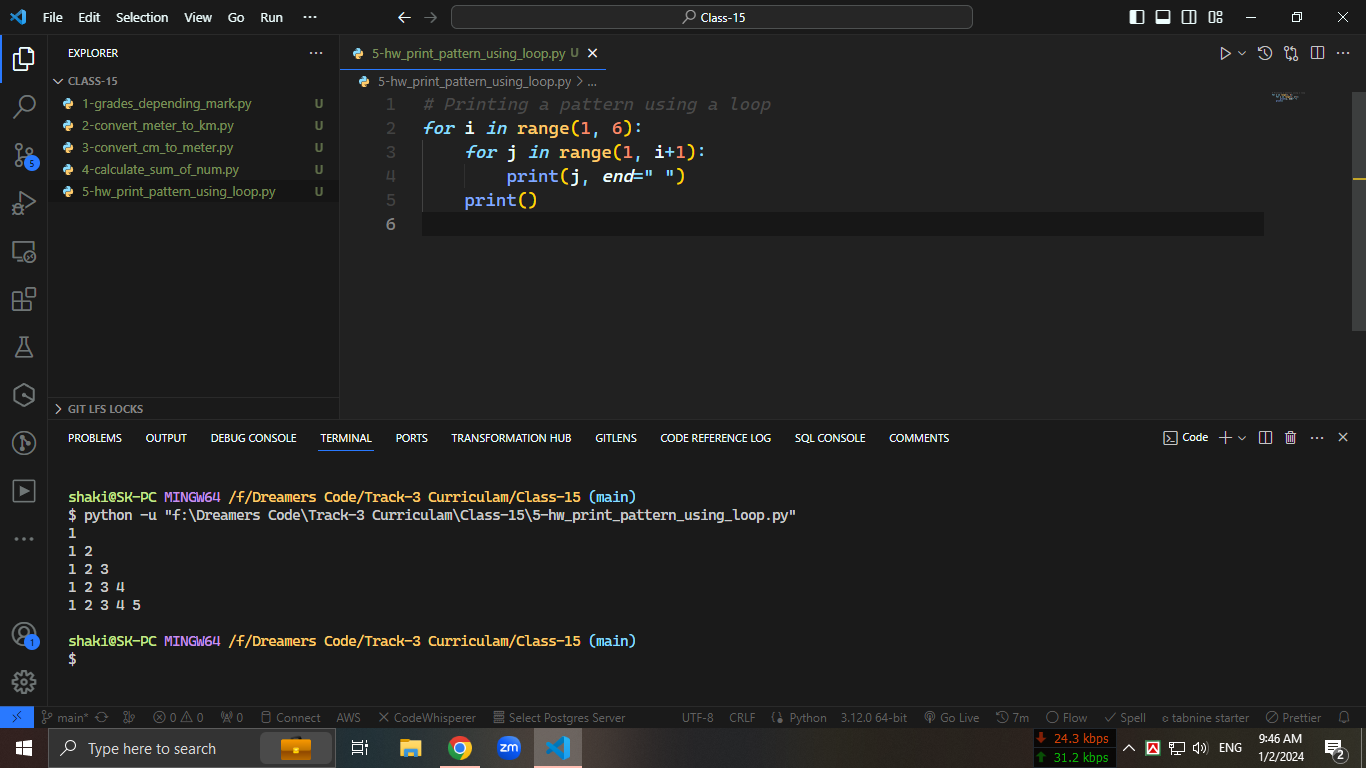 File Edit Selection View Go Run ···
Class-15
EXPLORER ···
CLASS-15
1-grades_depending_mark.py U
2-convert_meter_to_km.py U
3-convert_cm_to_meter.py U
4-calculate_sum_of_num.py U
5-hw_print_pattern_using_loop.py U
GIT LFS LOCKS
5
1
5-hw_print_pattern_using_loop.py U
5-hw_print_pattern_using_loop.py > ...
1 # Printing a pattern using a loop
2 for i in range(1, 6):
3 for j in range(1, i+1):
4 print(j, end=" ")
5 print()
6
PROBLEMS OUTPUT DEBUG CONSOLE TERMINAL PORTS TRANSFORMATION HUB GITLENS CODE REFERENCE LOG SQL CONSOLE COMMENTS Code
shaki@SK-PC MINGW64 /f/Dreamers Code/Track-3 Curriculam/Class-15 (main)
$ python -u "f:\Dreamers Code\Track-3 Curriculam\Class-15\5-hw_print_pattern_using_loop.py"
1
1 2
1 2 3
1 2 3 4
1 2 3 4 5
shaki@SK-PC MINGW64 /f/Dreamers Code/Track-3 Curriculam/Class-15 (main)
$
main* 0 0 0 Connect AWS CodeWhisperer Select Postgres Server UTF-8 CRLF Python 3.12.0 64-bit Go Live 7m Flow Spell tabnine starter Prettier
Type here to search
zm
24.3 kbps
31.2 kbps
ENG
9:46 AM
1/2/2024
2